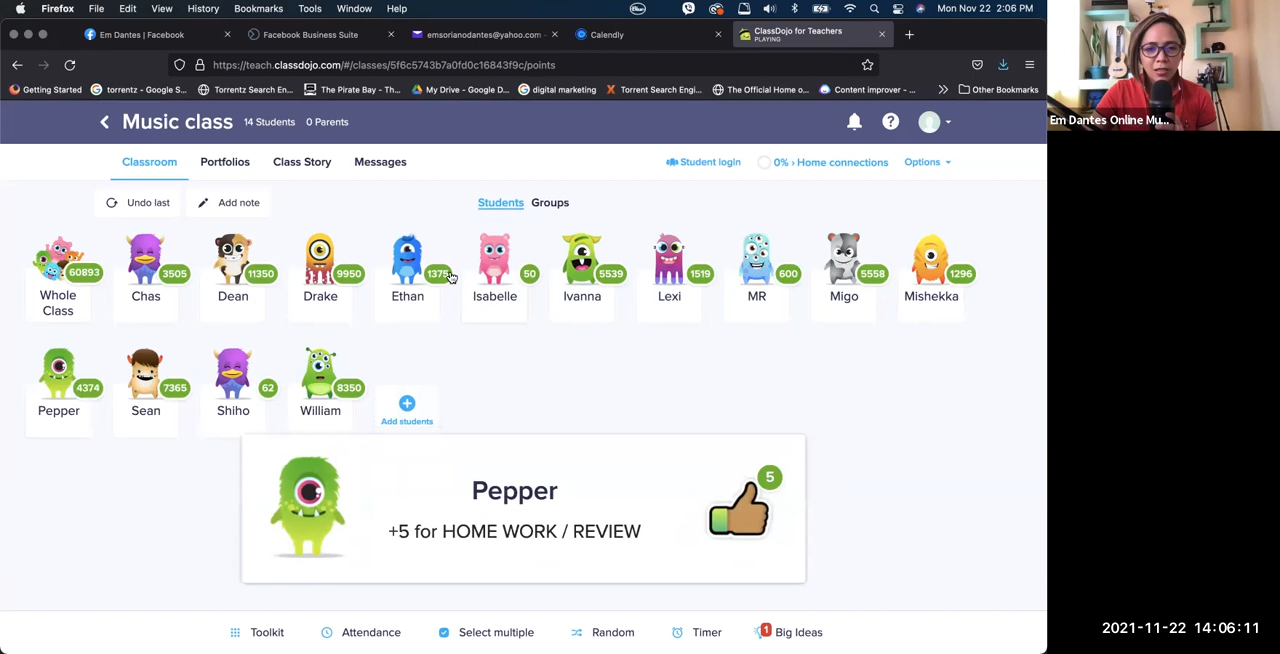 Firefox File Edit View History Bookmarks Tools Window Help Mon Nov 22 2:06 PM
Em Dantes | Facebook Facebook Business Suite emsorianodantes@yahoo.com - Calendly ClassDojo for Teachers
PLAYING
https://teach.classdojo.com/#/classes/5f6c5743b7a0fd0c16843f9c/points
Getting Started torrentz - Google S... Torrentz Search En... The Pirate Bay - Th... My Drive - Google D... digital marketing Torrent Search Engi... The Official Home o... Content improver - ... Other Bookmarks
Em Dantes Online Mu...
Music class 14 Students 0 Parents
Classroom Portfolios Class Story Messages Student login 0% › Home connections Options
Undo last Add note Students Groups
60893 3505 11350 9950 1375 50 5539 1519 600 5558 1296
Whole Class Chas Dean Drake Ethan Isabelle Ivanna Lexi MR Migo Mishekka
4374 7365 62 8350
Pepper Sean Shiho William Add students
5
Pepper
+5 for HOME WORK / REVIEW
Toolkit Attendance Select multiple Random Timer 1 Big Ideas
2021-11-22 14:06:11